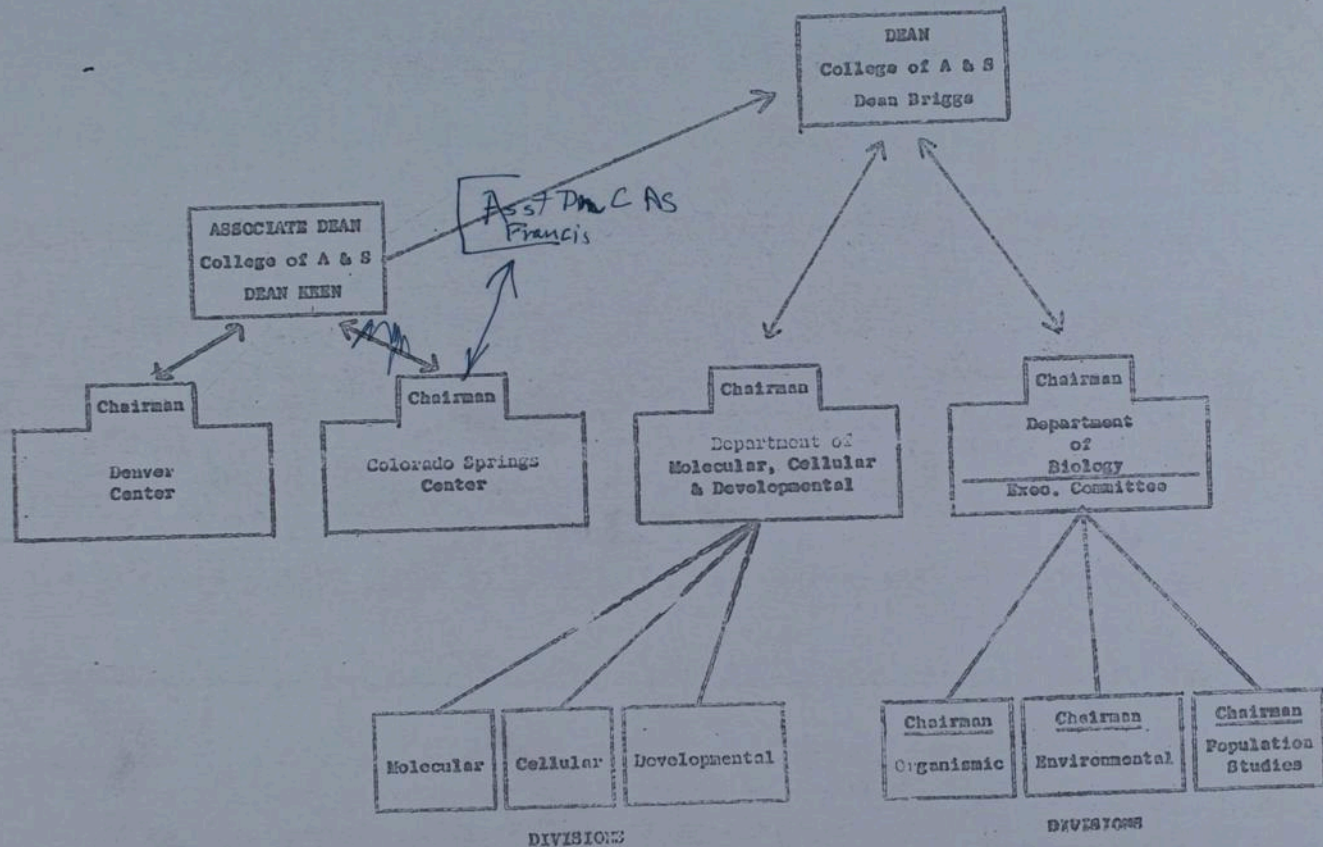 DEAN
College of A & S
Dean Briggs
Asst Dn C AS
Francis
ASSOCIATE DEAN
College of A & S
DEAN KEEN
Chairman
Denver
Center
Chairman
Colorado Springs
Center
Chairman
Department of
Molecular, Cellular
& Developmental
Chairman
Department
of
Biology
Exec. Committee
Molecular
Cellular
Developmental
DIVISIONS
Chairman
Organismic
Chairman
Environmental
Chairman
Population
Studies
DIVISIONS